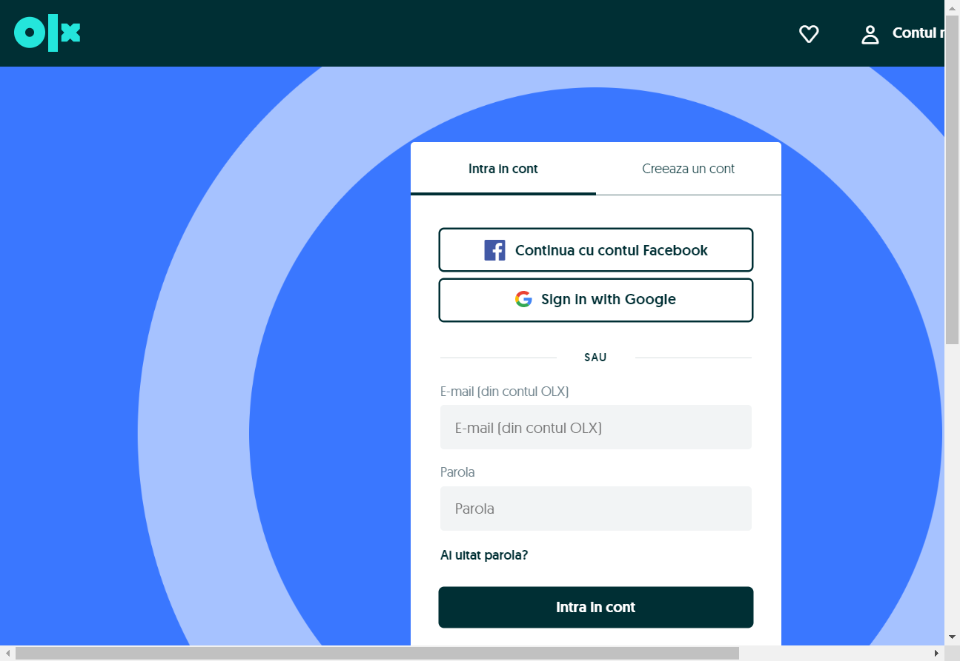 olx
Contul
Intra in cont
Creeaza un cont
Continua cu contul Facebook
Sign in with Google
SAU
E-mail (din contul OLX)
E-mail (din contul OLX)
Parola
Parola
Ai uitat parola?
Intra in cont